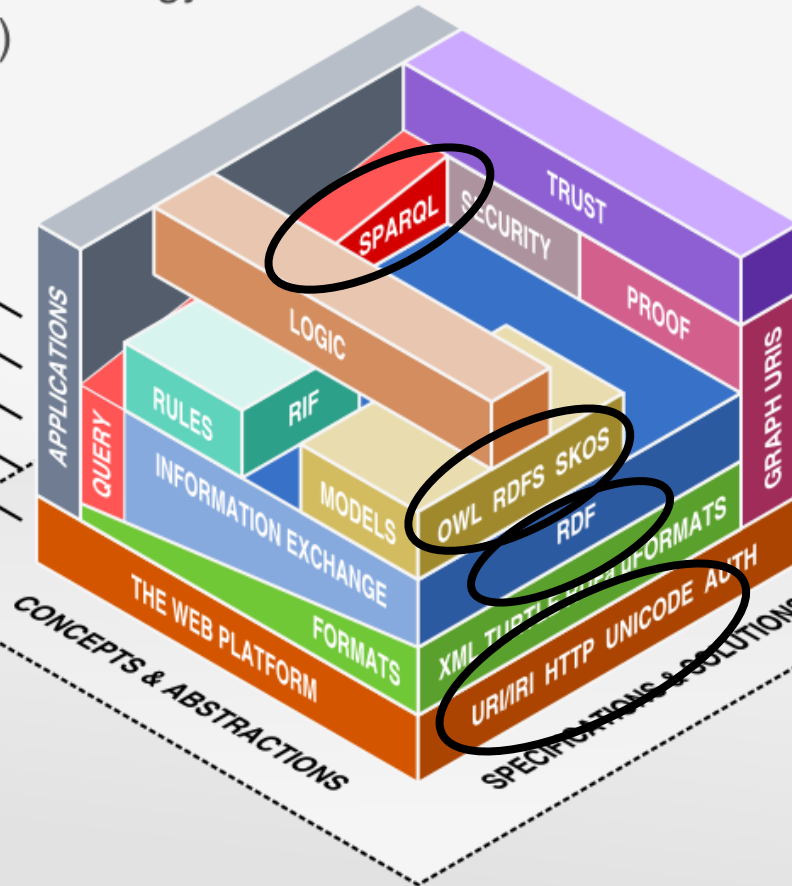 )
TRUST
SPARQL
SECURITY
PROOF
APPLICATIONS
LOGIC
GRAPH URIS
RULES
RIF
QUERY
INFORMATION EXCHANGE
MODELS
OWL RDFS SKOS
RDF
FORMATS
XML TURTLE RDFA µFORMATS
THE WEB PLATFORM
URI/IRI HTTP UNICODE AUTH
CONCEPTS & ABSTRACTIONS
SPECIFICATIONS & SOLUTIONS